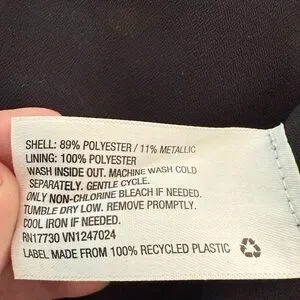 SHELL: 89% POLYESTER / 11% METALLIC
LINING: 100% POLYESTER
WASH INSIDE OUT. MACHINE WASH COLD
SEPARATELY. GENTLE CYCLE.
ONLY NON-CHLORINE BLEACH IF NEEDED.
TUMBLE DRY LOW. REMOVE PROMPTLY.
COOL IRON IF NEEDED.
RN17730 VN1247024
LABEL MADE FROM 100% RECYCLED PLASTIC